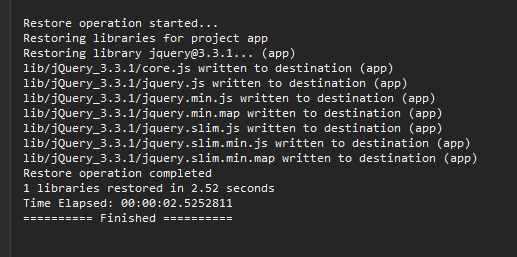 Restore operation started...
Restoring libraries for project app
Restoring library jquery@3.3.1... (app)
lib/jQuery_3.3.1/core.js written to destination (app)
lib/jQuery_3.3.1/jquery.js written to destination (app)
lib/jQuery_3.3.1/jquery.min.js written to destination (app)
lib/jQuery_3.3.1/jquery.min.map written to destination (app)
lib/jQuery_3.3.1/jquery.slim.js written to destination (app)
lib/jQuery_3.3.1/jquery.slim.min.js written to destination (app)
lib/jQuery_3.3.1/jquery.slim.min.map written to destination (app)
Restore operation completed
1 libraries restored in 2.52 seconds
Time Elapsed: 00:00:02.5252811
========== Finished ==========